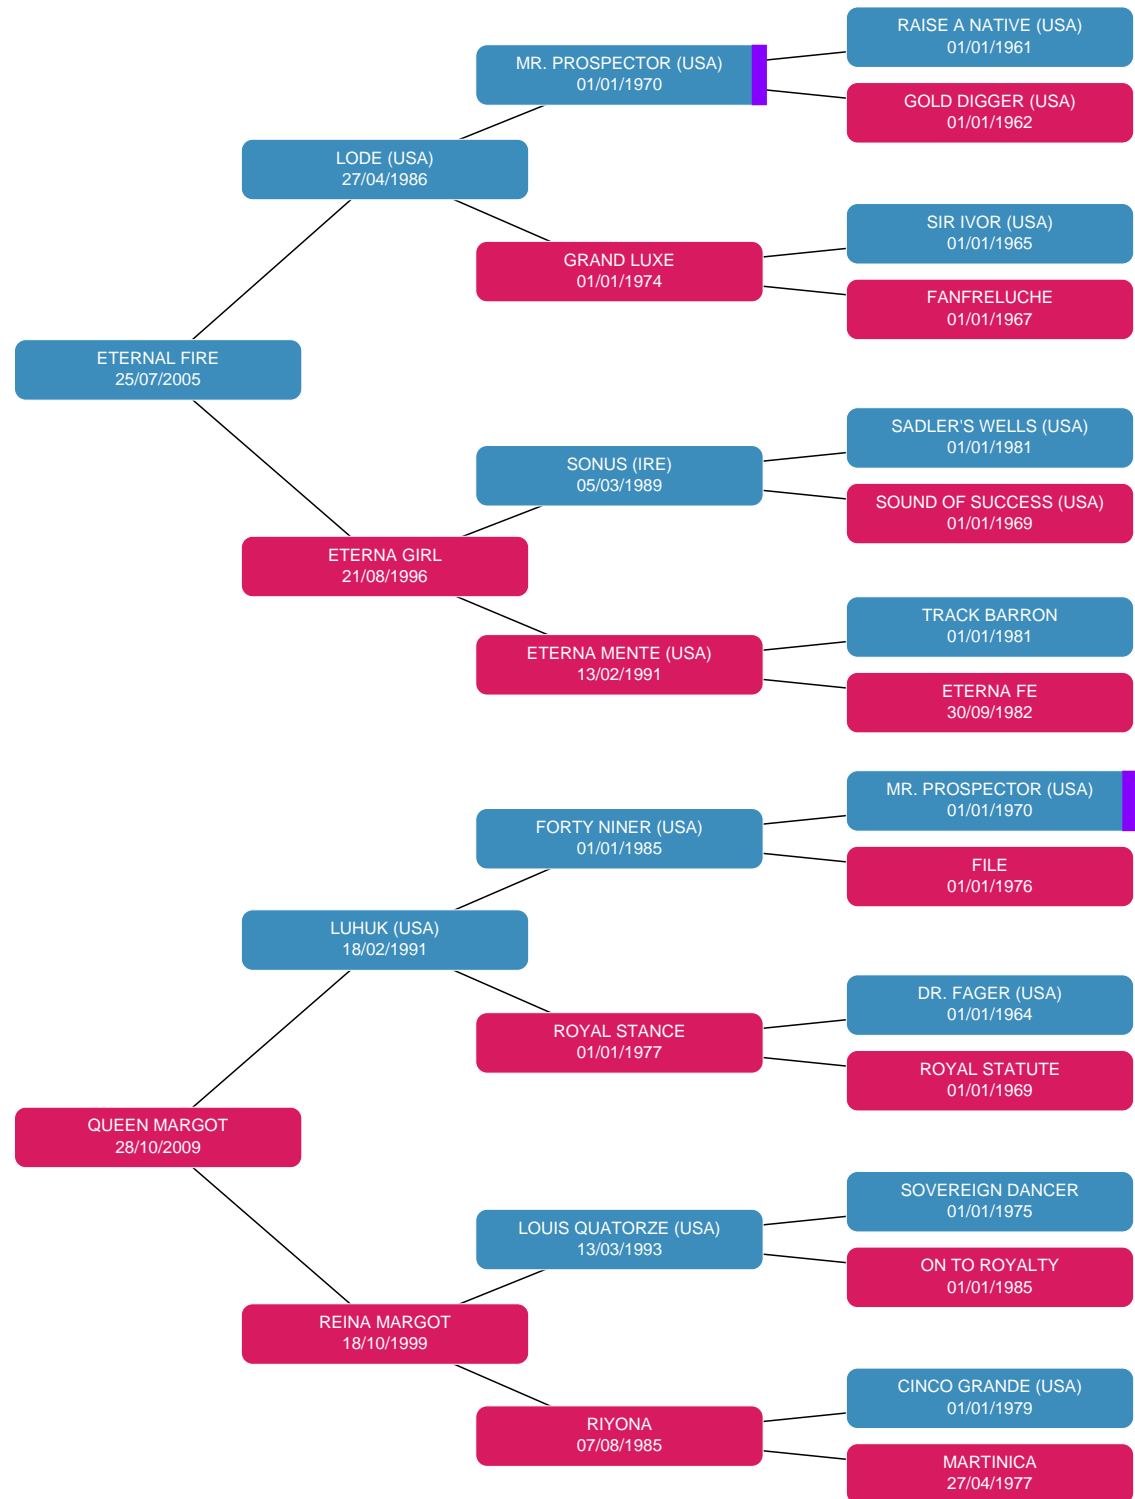 RAISE A NATIVE (USA)
01/01/1961
MR. PROSPECTOR (USA)
01/01/1970
GOLD DIGGER (USA)
01/01/1962
LODE (USA)
27/04/1986
SIR IVOR (USA)
01/01/1965
GRAND LUXE
01/01/1974
FANFRELUCHE
01/01/1967
ETERNAL FIRE
25/07/2005
SADLER'S WELLS (USA)
01/01/1981
SONUS (IRE)
05/03/1989
SOUND OF SUCCESS (USA)
01/01/1969
ETERNA GIRL
21/08/1996
TRACK BARRON
01/01/1981
ETERNA MENTE (USA)
13/02/1991
ETERNA FE
30/09/1982
MR. PROSPECTOR (USA)
01/01/1970
FORTY NINER (USA)
01/01/1985
FILE
01/01/1976
LUHUK (USA)
18/02/1991
DR. FAGER (USA)
01/01/1964
ROYAL STANCE
01/01/1977
ROYAL STATUTE
01/01/1969
QUEEN MARGOT
28/10/2009
SOVEREIGN DANCER
01/01/1975
LOUIS QUATORZE (USA)
13/03/1993
ON TO ROYALTY
01/01/1985
REINA MARGOT
18/10/1999
CINCO GRANDE (USA)
01/01/1979
RIYONA
07/08/1985
MARTINICA
27/04/1977